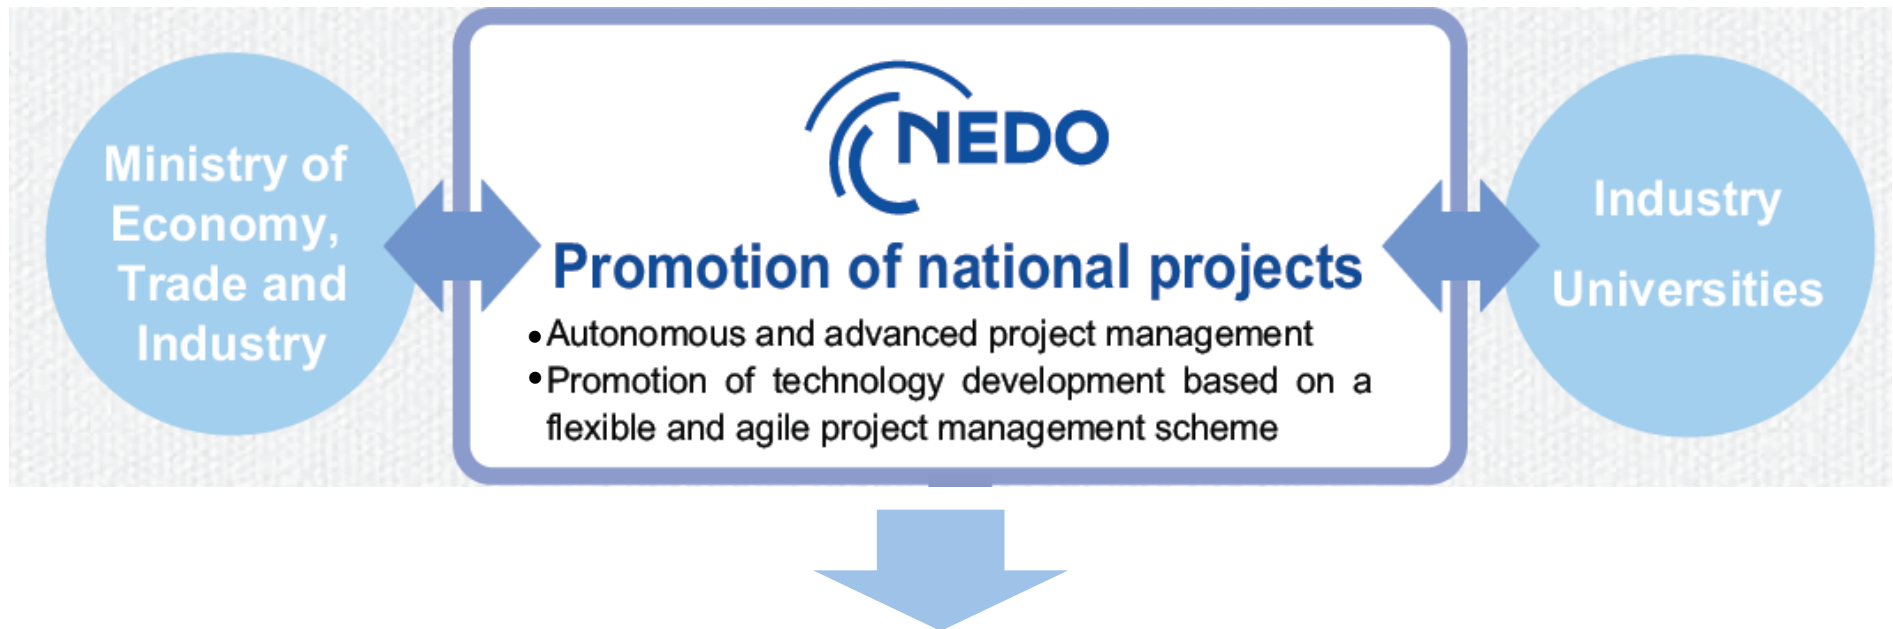 Ministry of
Economy,
Trade and
Industry
NEDO
Promotion of national projects
•Autonomous and advanced project management
•Promotion of technology development based on a
flexible and agile project management scheme
Industry
Universities